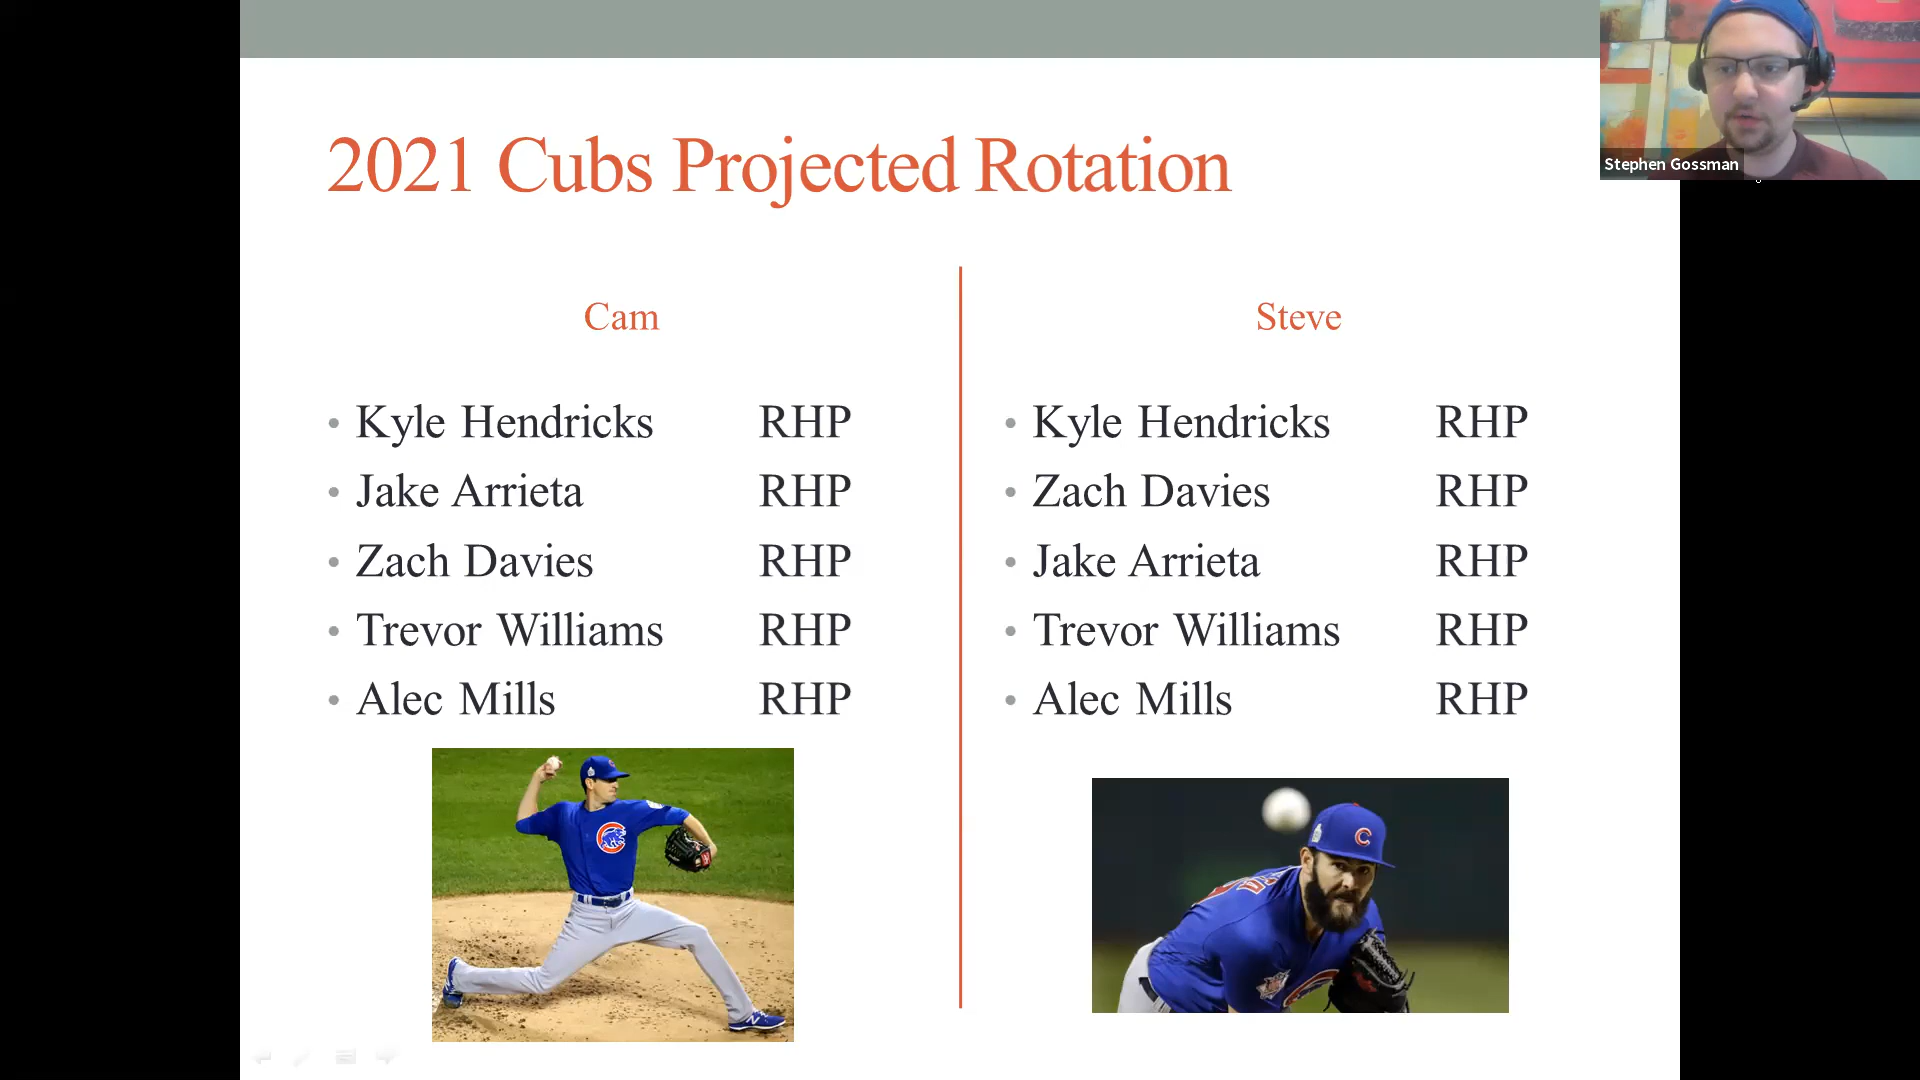 2021 Cubs Projected Rotation
Stephen Gossman
Cam
Kyle Hendricks RHP
Jake Arrieta RHP
Zach Davies RHP
Trevor Williams RHP
Alec Mills RHP
Steve
Kyle Hendricks RHP
Zach Davies RHP
Jake Arrieta RHP
Trevor Williams RHP
Alec Mills RHP